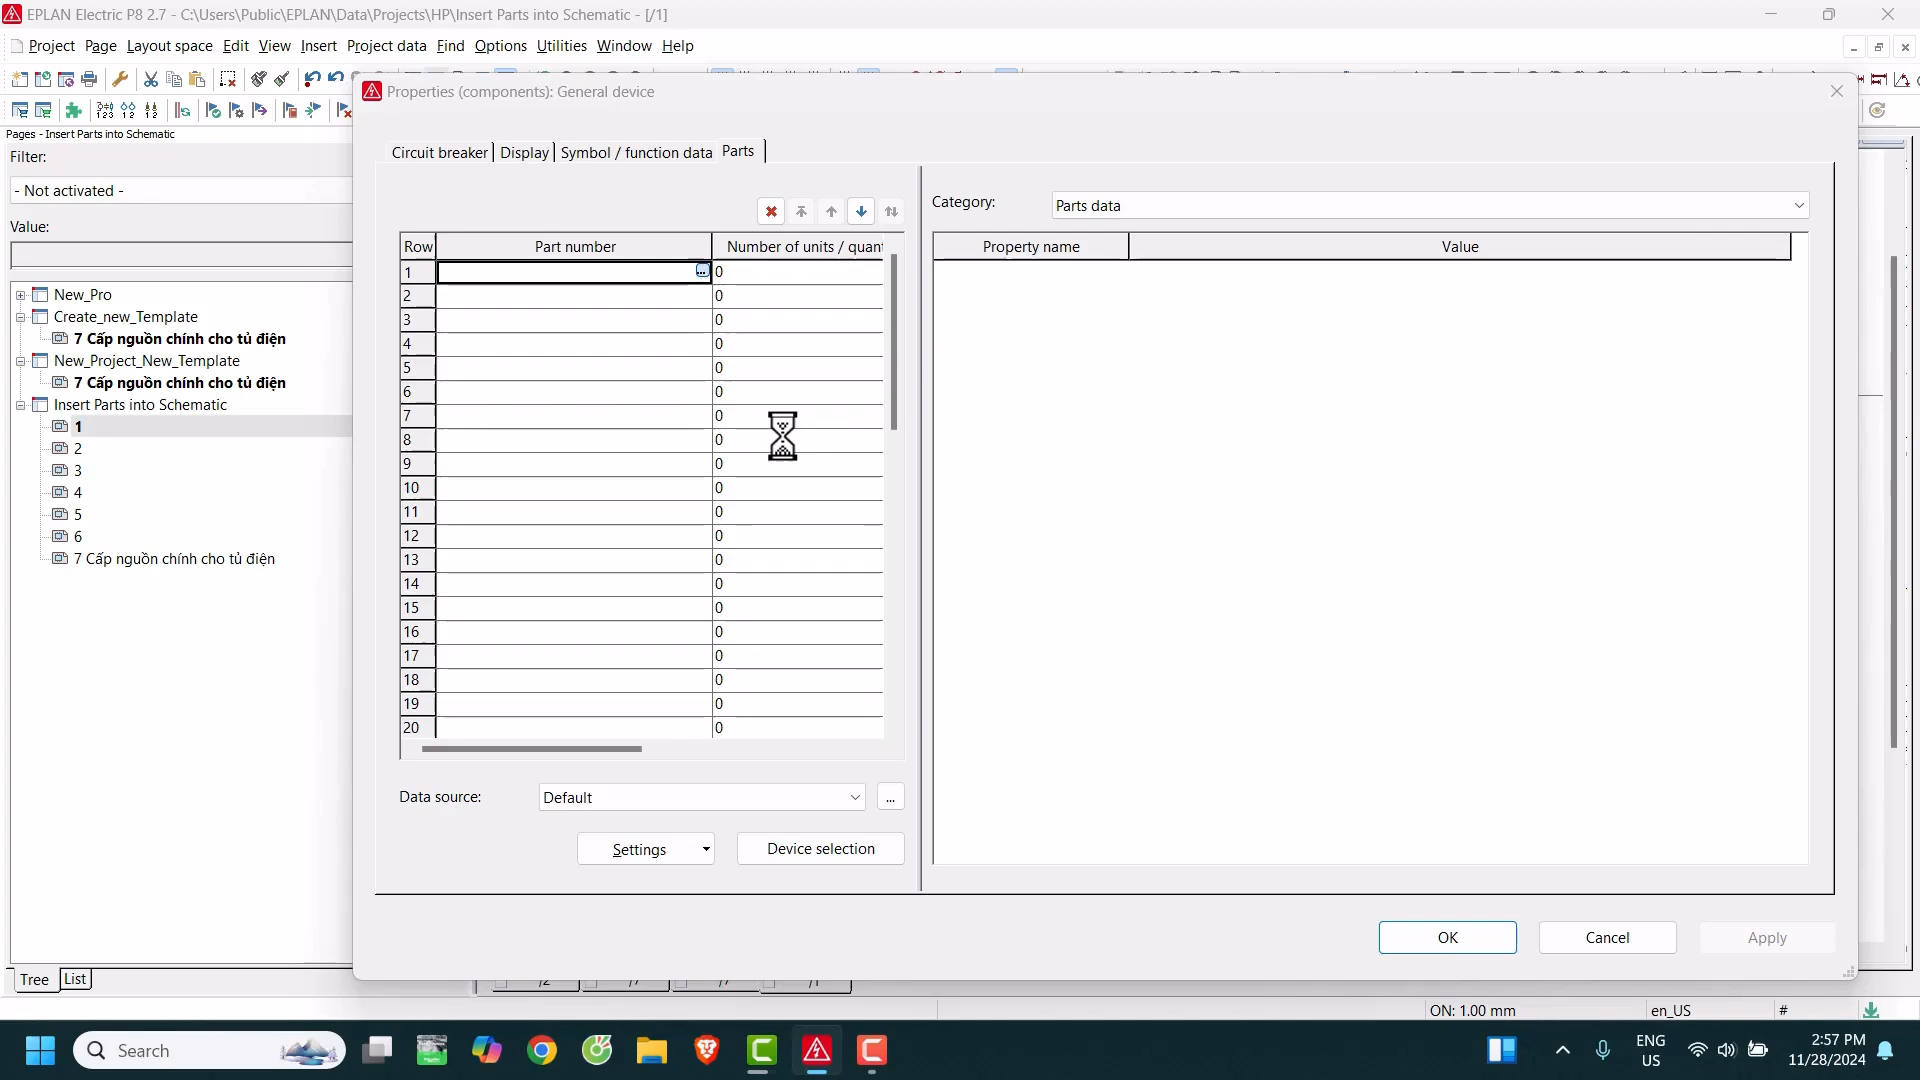 EPLAN Electric P8 2.7 - C:\Users\Public\EPLAN\Data\Projects\HP\Insert Parts into Schematic - [/1]
Project Page Layout space Edit View Insert Project data Find Options Utilities Window Help
Properties (components): General device
Pages - Insert Parts into Schematic
Filter:
- Not activated -
Value:
New_Pro
Create_new_Template
7 Cấp nguồn chính cho tủ điện
New_Project_New_Template
7 Cấp nguồn chính cho tủ điện
Insert Parts into Schematic
1
2
3
4
5
6
7 Cấp nguồn chính cho tủ điện
Tree List
Circuit breaker Display Symbol / function data Parts
Row Part number Number of units / quant
1 ... 0
2 0
3 0
4 0
5 0
6 0
7 0
8 0
9 0
10 0
11 0
12 0
13 0
14 0
15 0
16 0
17 0
18 0
19 0
20 0
Data source: Default ...
Settings Device selection
Category: Parts data
Property name Value
OK Cancel Apply
ON: 1.00 mm en_US #
Search
ENG
US
2:57 PM
11/28/2024